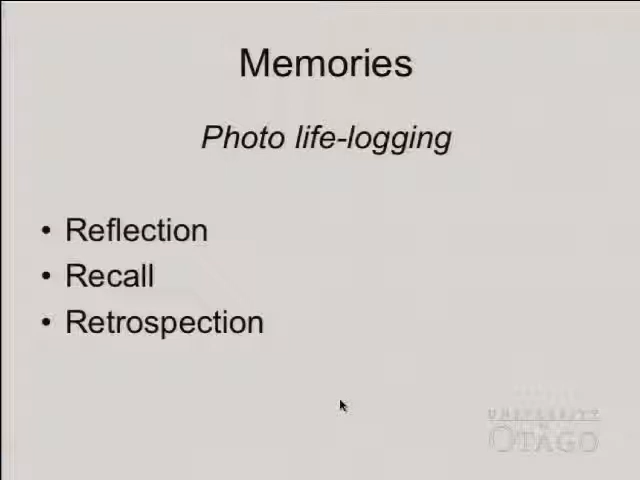 Memories
Photo life-logging
• Reflection
• Recall
• Retrospection
UNIVERSITY
OTAGO